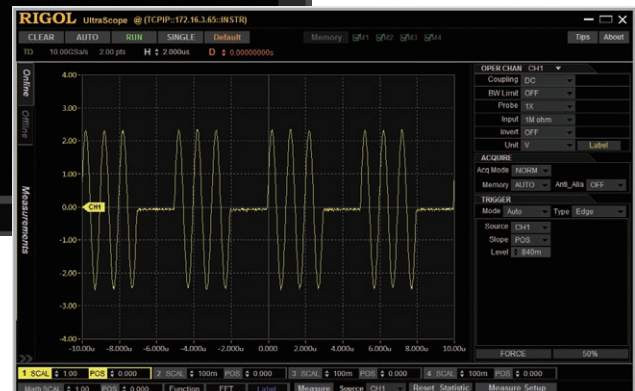 RIGOL UltraScope @ (TCPIP::172.16.3.65::INSTR)
CLEAR AUTO RUN SINGLE Default Memory M1 M2 M3 M4 Tips About
TD 10.00GSa/s 2.00 pts H 2.000us D 0.00000000s
Online
Offline
Measurements
4.00
3.00
2.00
1.00
0.00
-1.00
-2.00
-3.00
-4.00
CH1
-10.00u -8.000u -6.000u -4.000u -2.000u 0.000 2.000u 4.000u 6.000u 8.000u 10.00u
OPER CHAN CH1
Coupling DC
BW Limit OFF
Probe 1X
Input 1M ohm
Invert OFF
Unit V Label
ACQUIRE
Acq Mode NORM
Memory AUTO Anti_Alia OFF
TRIGGER
Mode Auto Type Edge
Source CH1
Slope POS
Level 840m
FORCE 50%
1 SCAL 1.00 POS 0.000 2 SCAL 100m POS 0.000 3 SCAL 100m POS 0.000 4 SCAL 100m POS 0.000
Math SCAL 1.00 POS 0.000 Function FFT Label Measure Source CH1 Reset Statistic Measure Setup